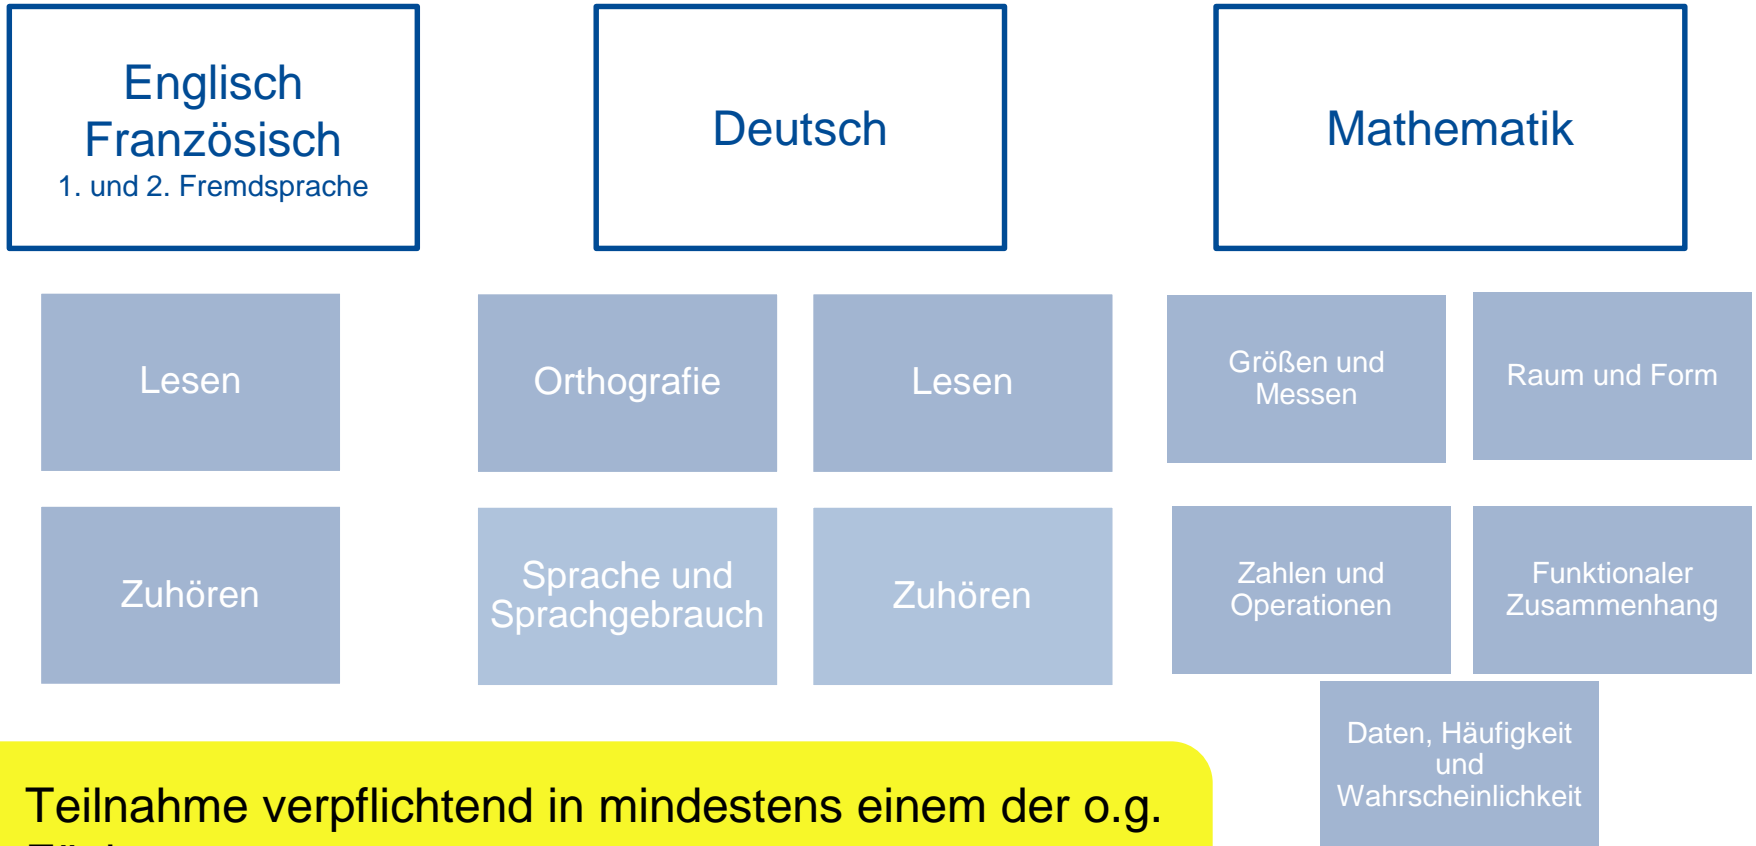 Englisch
Französisch
1. und 2. Fremdsprache
Deutsch
Mathematik
Lesen
Zuhören
Orthografie
Lesen
Sprache und
Sprachgebrauch
Zuhören
Größen und
Messen
Raum und Form
Zahlen und
Operationen
Funktionaler
Zusammenhang
Daten, Häufigkeit
und
Wahrscheinlichkeit
Teilnahme verpflichtend in mindestens einem der o.g.